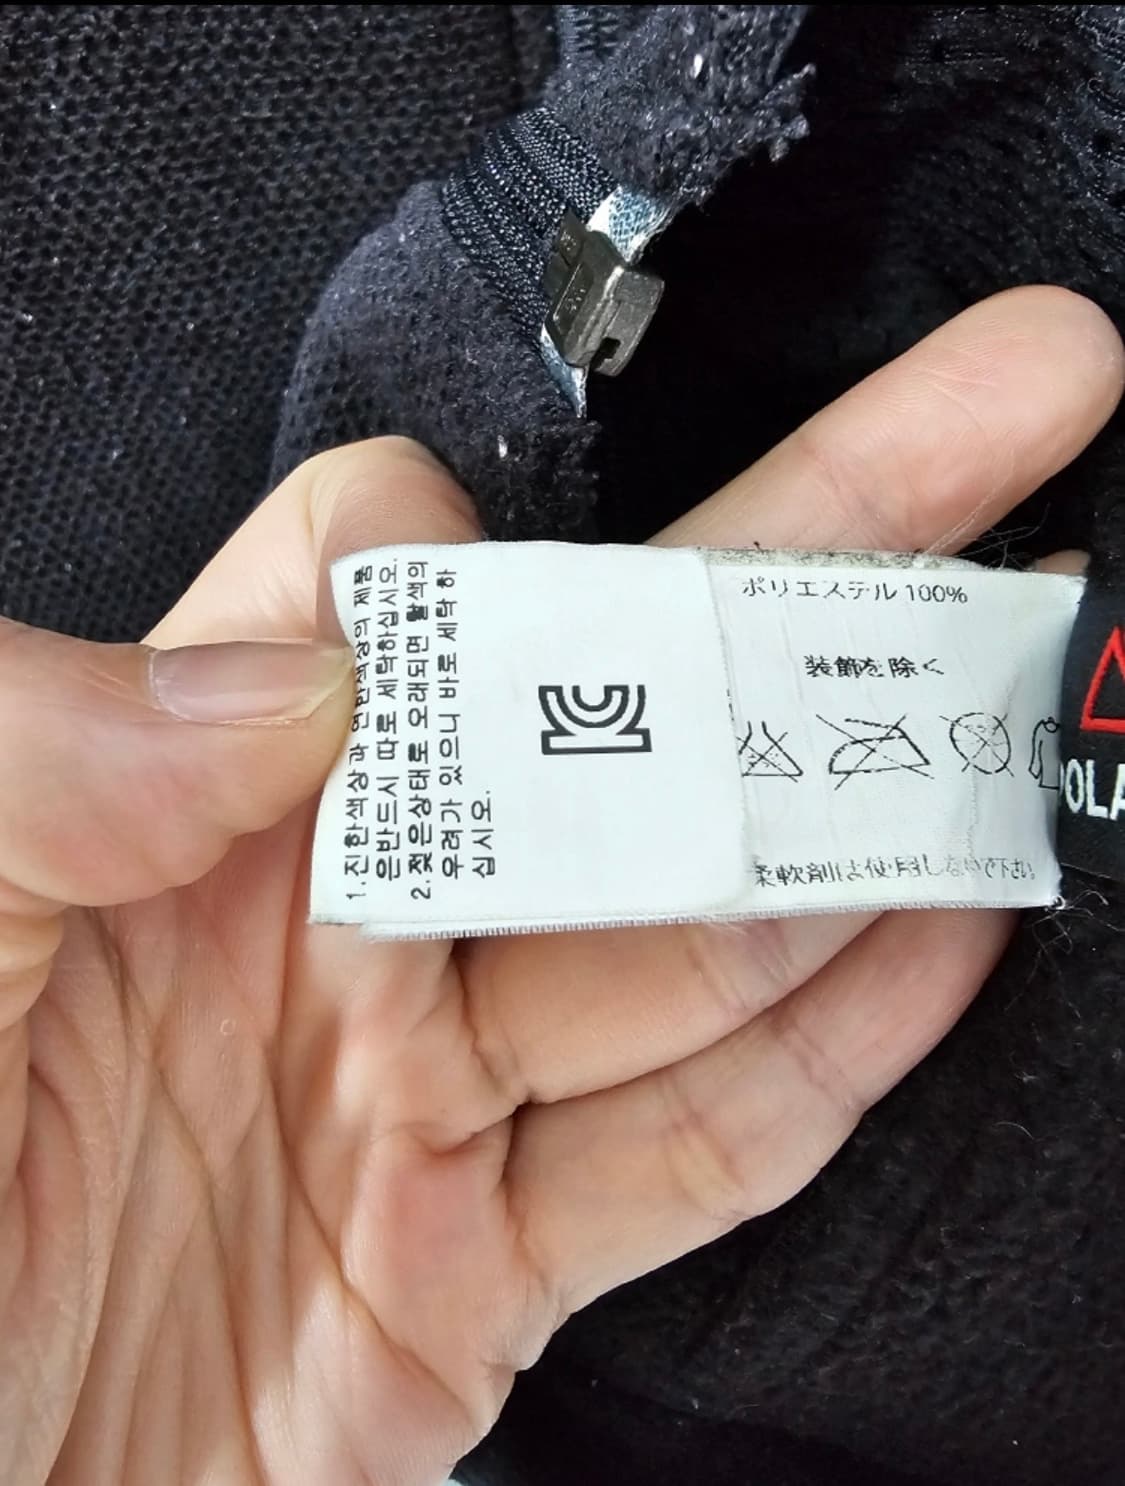 1. 진한색상과 연한색상의 제품
은반드시 따로 세탁하십시오.
2. 젖은상태로 오래되면 탈색의
우려가 있으니 바로 세탁 하
십시오.
ポリエステル 100%
装飾を除く
柔軟剤は使用しないで下さい
POLA